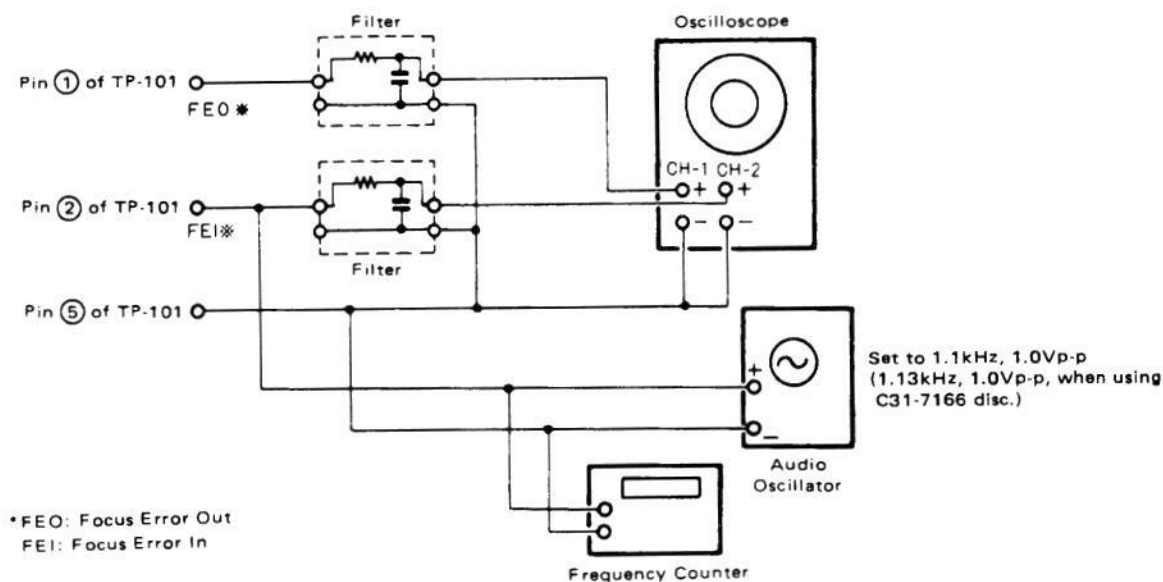 Filter
Oscilloscope
Pin ① of TP-101
FEO ※
CH-1 CH-2
+ +
Pin ② of TP-101
FEI※
- -
Filter
Pin ⑤ of TP-101
Set to 1.1kHz, 1.0Vp-p
(1.13kHz, 1.0Vp-p, when using
C31-7166 disc.)
+
-
Audio
Oscillator
*FEO: Focus Error Out
FEI: Focus Error In
Frequency Counter